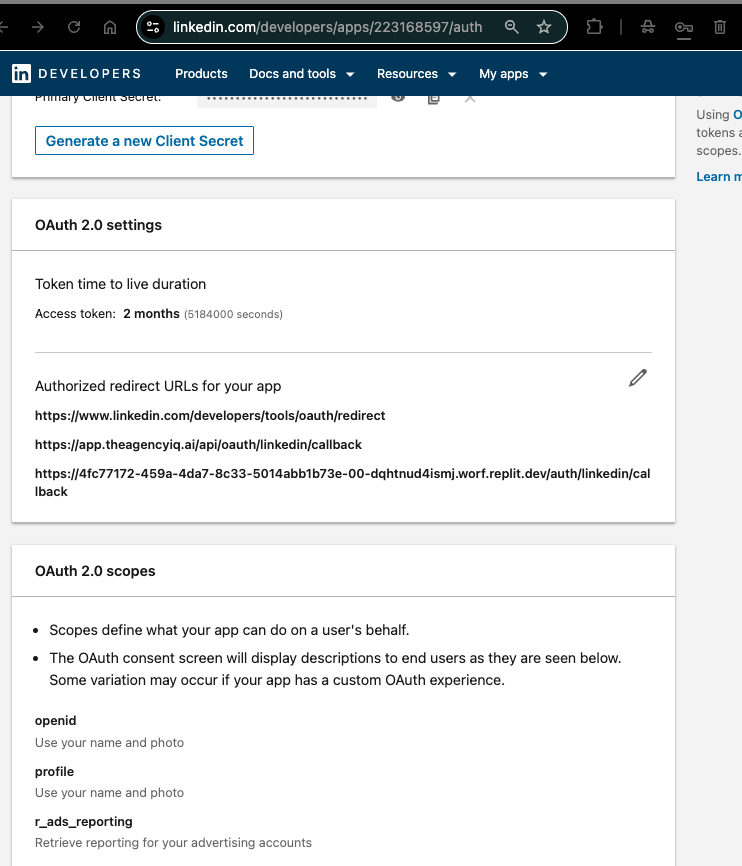 linkedin.com/developers/apps/223168597/auth
in DEVELOPERS Products Docs and tools Resources My apps
Primary Client Secret: ••••••••••••••••••••••••••••
Generate a new Client Secret
Using O
tokens a
scopes.
Learn m
OAuth 2.0 settings
Token time to live duration
Access token: 2 months (5184000 seconds)
Authorized redirect URLs for your app
https://www.linkedin.com/developers/tools/oauth/redirect
https://app.theagencyiq.ai/api/oauth/linkedin/callback
https://4fc77172-459a-4da7-8c33-5014abb1b73e-00-dqhtnud4ismj.worf.replit.dev/auth/linkedin/cal
lback
OAuth 2.0 scopes
• Scopes define what your app can do on a user's behalf.
• The OAuth consent screen will display descriptions to end users as they are seen below.
Some variation may occur if your app has a custom OAuth experience.
openid
Use your name and photo
profile
Use your name and photo
r_ads_reporting
Retrieve reporting for your advertising accounts